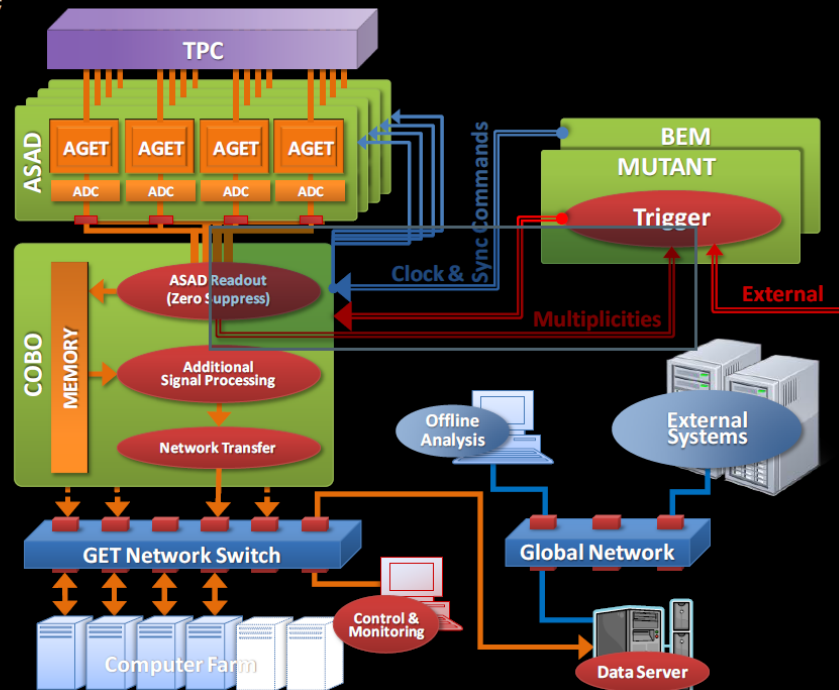 TPC
ASAD
AGET AGET AGET AGET
ADC ADC ADC ADC
BEM
MUTANT
Trigger
Clock &
Sync Commands
External
Multiplicities
COBO
MEMORY
ASAD Readout
(Zero Suppress)
Additional
Signal Processing
Network Transfer
Offline
Analysis
External
Systems
GET Network Switch
Global Network
Control &
Monitoring
Computer Farm
Data Server